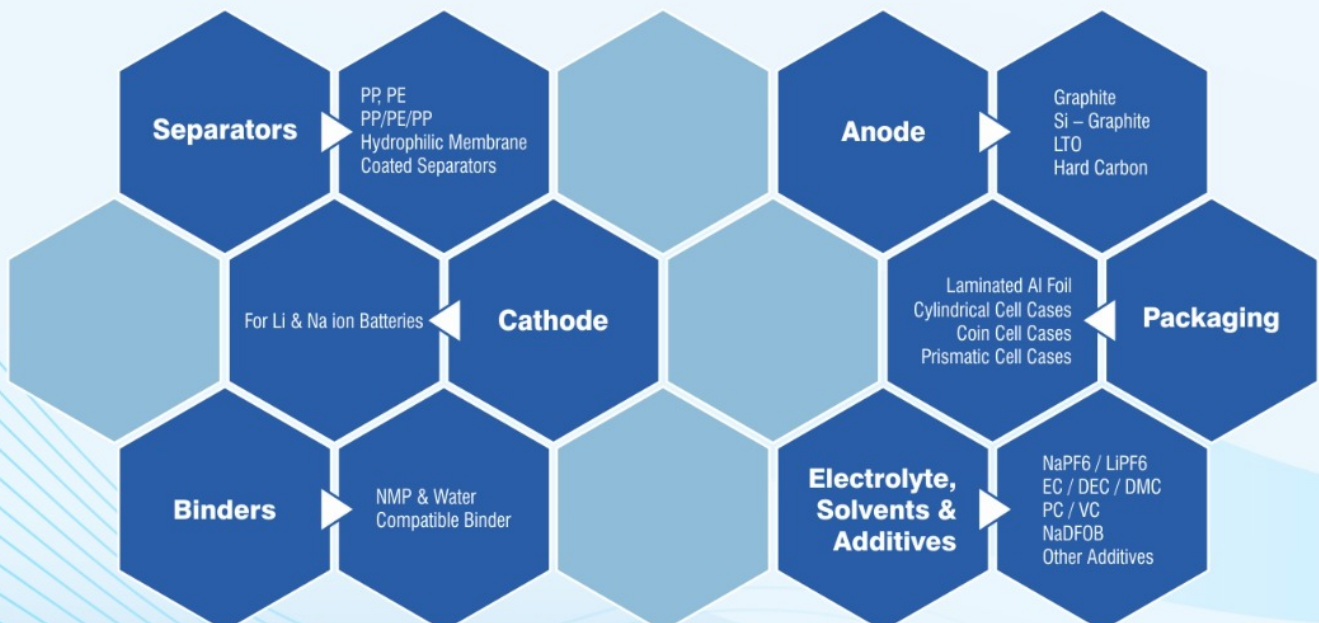 Separators
PP, PE
PP/PE/PP
Hydrophilic Membrane
Coated Separators
Anode
Graphite
Si – Graphite
LTO
Hard Carbon
For Li & Na ion Batteries
Cathode
Laminated Al Foil
Cylindrical Cell Cases
Coin Cell Cases
Prismatic Cell Cases
Packaging
Binders
NMP & Water
Compatible Binder
Electrolyte,
Solvents &
Additives
NaPF6 / LiPF6
EC / DEC / DMC
PC / VC
NaDFOB
Other Additives